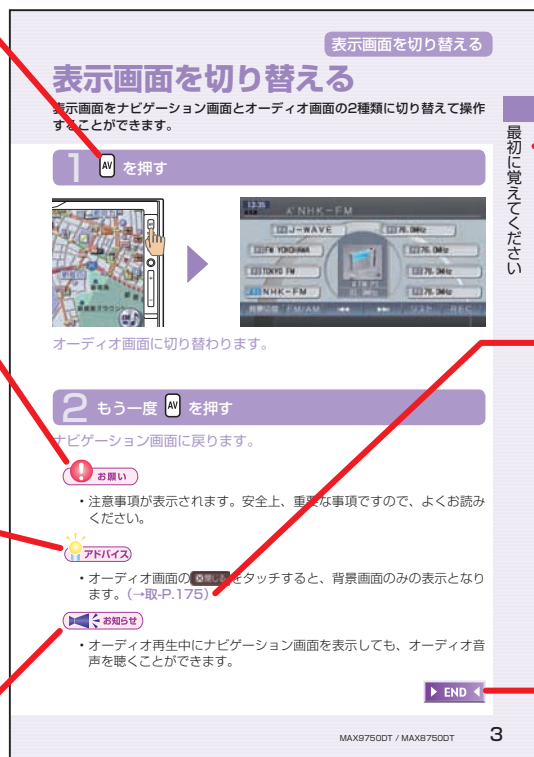 表示画面を切り替える
表示画面を切り替える
表示画面をナビゲーション画面とオーディオ画面の2種類に切り替えて操作
することができます。
最初に覚えてください
1 AV を押す
13:35
NHK-FM
J-WAVE
76.0MHz
FM YOKOHAMA
76.0MHz
TOKYO FM
76.0MHz
NHK-FM
76.0MHz
FM/AM
リスト
REC
オーディオ画面に切り替わります。
2 もう一度 AV を押す
ナビゲーション画面に戻ります。
お願い
・注意事項が表示されます。安全上、重要な事項ですので、よくお読み
ください。
アドバイス
・オーディオ画面の 閉じる をタッチすると、背景画面のみの表示となり
ます。(→取-P.175)
お知らせ
・オーディオ再生中にナビゲーション画面を表示しても、オーディオ音
声を聴くことができます。
END
MAX9750DT / MAX8750DT
3